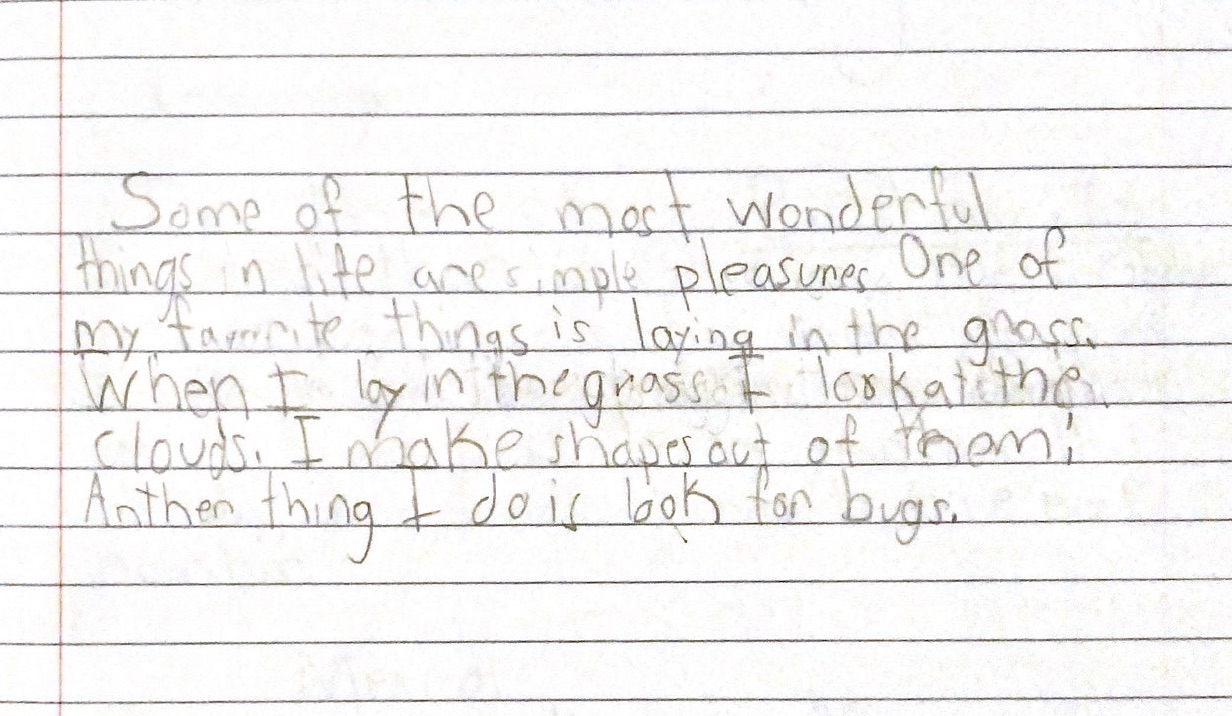 Some of the most wonderful
things in life are simple pleasures One of
my favorite things is laying in the grass.
When I lay in the grass I look at the
clouds. I make shapes out of them;
Anther thing I do is look for bugs.